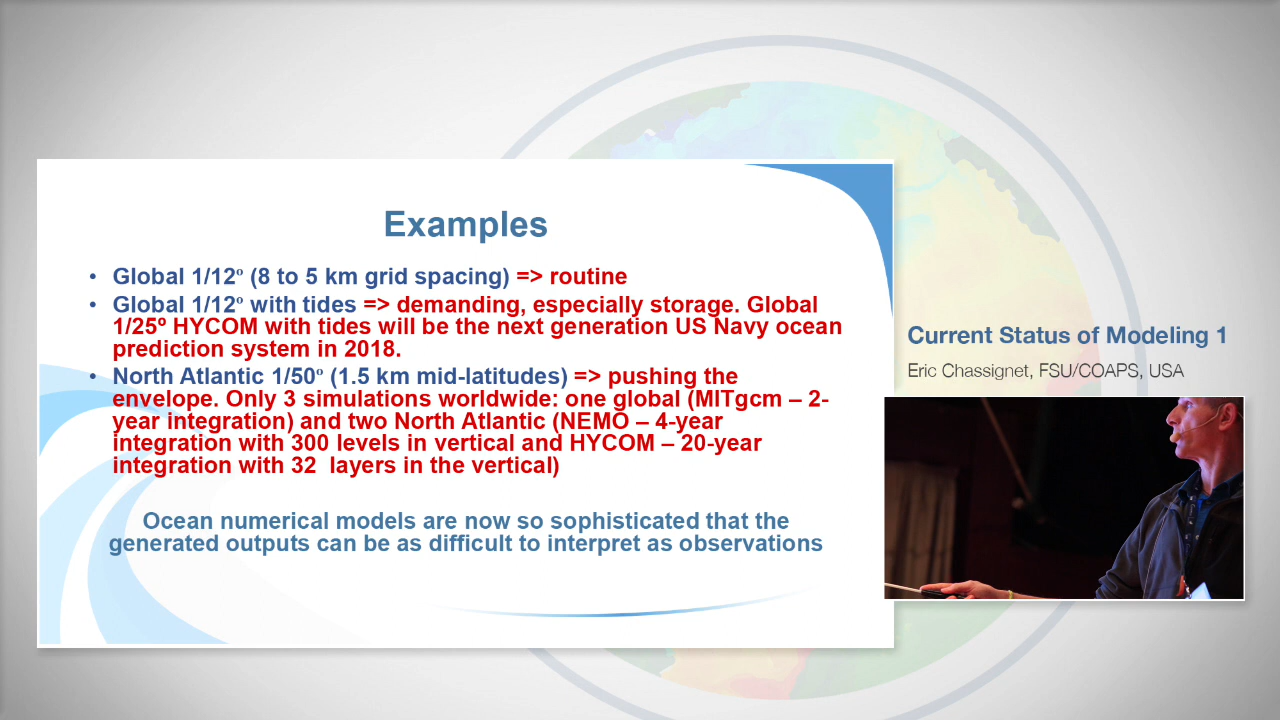 Examples
• Global 1/12º (8 to 5 km grid spacing) => routine
• Global 1/12º with tides => demanding, especially storage. Global
1/25º HYCOM with tides will be the next generation US Navy ocean
prediction system in 2018.
• North Atlantic 1/50º (1.5 km mid-latitudes) => pushing the
envelope. Only 3 simulations worldwide: one global (MITgcm – 2-
year integration) and two North Atlantic (NEMO – 4-year
integration with 300 levels in vertical and HYCOM – 20-year
integration with 32 layers in the vertical)
Ocean numerical models are now so sophisticated that the
generated outputs can be as difficult to interpret as observations
Current Status of Modeling 1
Eric Chassignet, FSU/COAPS, USA